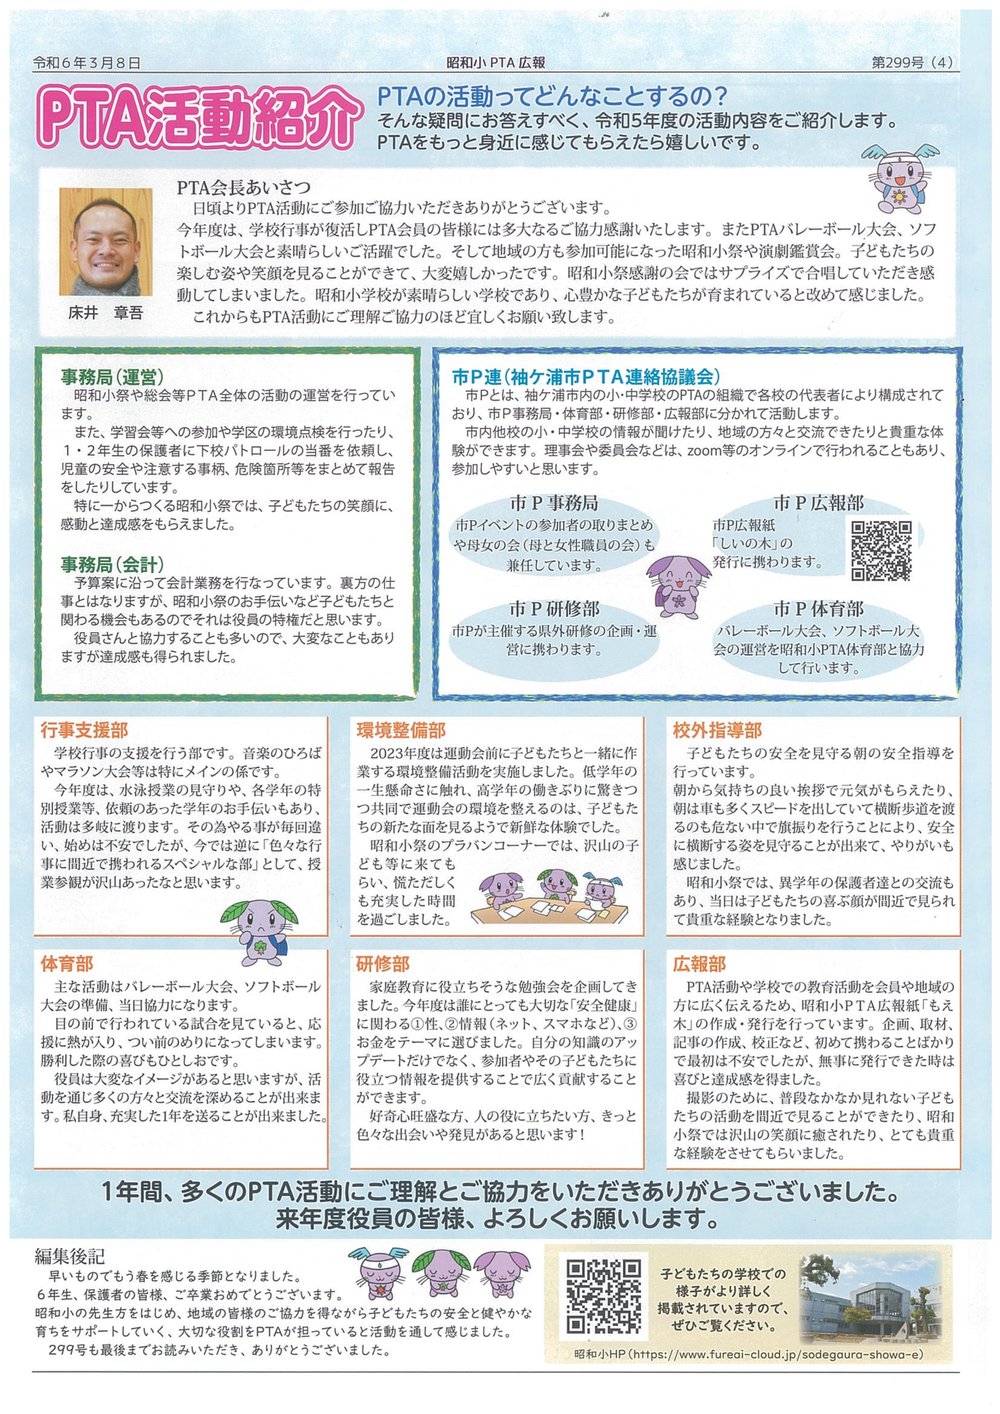 令和6年3月8日
昭和小 PTA 広報
第299号（4）
PTA活動紹介
PTAの活動ってどんなことするの？
そんな疑問にお答えすべく、令和5年度の活動内容をご紹介します。
PTAをもっと身近に感じてもらえたら嬉しいです。
PTA会長あいさつ
日頃よりPTA活動にご参加ご協力いただきありがとうございます。
今年度は、学校行事が復活しPTA会員の皆様には多大なるご協力感謝いたします。またPTAバレーボール大会、ソフ
トボール大会と素晴らしいご活躍でした。そして地域の方も参加可能になった昭和小祭や演劇鑑賞会。子どもたちの
楽しむ姿や笑顔を見ることができて、大変嬉しかったです。昭和小祭感謝の会ではサプライズで合唱していただき感
動してしまいました。昭和小学校が素晴らしい学校であり、心豊かな子どもたちが育まれていると改めて感じました。
これからもPTA活動にご理解ご協力のほど宜しくお願い致します。
床井　章吾
事務局（運営）
昭和小祭や総会等PTA全体の活動の運営を行ってい
ます。
また、学習会等への参加や学区の環境点検を行ったり、
1・2年生の保護者に下校パトロールの当番を依頼し、
児童の安全や注意する事柄、危険箇所等をまとめて報告
をしたりしています。
特に一からつくる昭和小祭では、子どもたちの笑顔に、
感動と達成感をもらえました。
事務局（会計）
予算案に沿って会計業務を行なっています。裏方の仕
事とはなりますが、昭和小祭のお手伝いなど子どもたちと
関わる機会もあるのでそれは役員の特権だと思います。
役員さんと協力することも多いので、大変なこともあり
ますが達成感も得られました。
市P連（袖ケ浦市PTA連絡協議会）
市Pとは、袖ケ浦市内の小・中学校のPTAの組織で各校の代表者により構成されて
おり、市P事務局・体育部・研修部・広報部に分かれて活動します。
市内他校の小・中学校の情報が聞けたり、地域の方々と交流できたりと貴重な体
験ができます。理事会や委員会などは、zoom等のオンラインで行われることもあり、
参加しやすいと思います。
市P事務局
市Pイベントの参加者の取りまとめ
や母女の会（母と女性職員の会）も
兼任しています。
市P広報部
市P広報紙
「しいの木」の
発行に携わります。
市P研修部
市Pが主催する県外研修の企画・運
営に携わります。
市P体育部
バレーボール大会、ソフトボール大
会の運営を昭和小PTA体育部と協力
して行います。
行事支援部
学校行事の支援を行う部です。音楽のひろば
やマラソン大会等は特にメインの係です。
今年度は、水泳授業の見守りや、各学年の特
別授業等、依頼のあった学年のお手伝いもあり、
活動は多岐に渡ります。その為やる事が毎回違
い、始めは不安でしたが、今では逆に「色々な行
事に間近で携われるスペシャルな部」として、授
業参観が沢山あったなと思います。
環境整備部
2023年度は運動会前に子どもたちと一緒に作
業する環境整備活動を実施しました。低学年の
一生懸命さに触れ、高学年の働きぶりに驚きつ
つ共同で運動会の環境を整えるのは、子どもた
ちの新たな面を見るようで新鮮な体験でした。
昭和小祭のプラバンコーナーでは、沢山の子
ども等に来ても
らい、慌ただしく
も充実した時間
を過ごしました。
校外指導部
子どもたちの安全を見守る朝の安全指導を
行っています。
朝から気持ちの良い挨拶で元気がもらえたり、
朝は車も多くスピードを出していて横断歩道を渡
るのも危ない中で旗振りを行うことにより、安全
に横断する姿を見守ることが出来て、やりがいも
感じました。
昭和小祭では、異学年の保護者達との交流も
あり、当日は子どもたちの喜ぶ顔が間近で見られ
て貴重な経験となりました。
体育部
主な活動はバレーボール大会、ソフトボール
大会の準備、当日協力になります。
目の前で行われている試合を見ていると、応
援に熱が入り、つい前のめりになってしまいます。
勝利した際の喜びもひとしおです。
役員は大変なイメージがあると思いますが、活
動を通じ多くの方々と交流を深めることが出来ま
す。私自身、充実した1年を送ることが出来ました。
研修部
家庭教育に役立ちそうな勉強会を企画してき
ました。今年度は誰にとっても大切な「安全健康」
に関わる①性、②情報（ネット、スマホなど）、③
お金をテーマに選びました。自分の知識のアッ
プデートだけでなく、参加者やその子どもたちに
役立つ情報を提供することで広く貢献すること
ができます。
好奇心旺盛な方、人の役に立ちたい方、きっと
色々な出会いや発見があると思います！
広報部
PTA活動や学校での教育活動を会員や地域の
方に広く伝えるため、昭和小PTA広報紙「もえ
木」の作成・発行を行っています。企画、取材、
記事の作成、校正など、初めて携わることばかり
で最初は不安でしたが、無事に発行できた時は
喜びと達成感を得ました。
撮影のために、普段なかなか見れない子ども
たちの活動を間近で見ることができたり、昭和
小祭では沢山の笑顔に癒されたり、とても貴重
な経験をさせてもらいました。
1年間、多くのPTA活動にご理解とご協力をいただきありがとうございました。
来年度役員の皆様、よろしくお願いします。
編集後記
早いものでもう春を感じる季節となりました。
6年生、保護者の皆様、ご卒業おめでとうございます。
昭和小の先生方をはじめ、地域の皆様のご協力を得ながら子どもたちの安全と健やかな
育ちをサポートしていく、大切な役割をPTAが担っていると活動を通して感じました。
299号も最後までお読みいただき、ありがとうございました。
子どもたちの学校での
様子がより詳しく
掲載されていますので、
ぜひご覧ください。
昭和小HP（https://www.fureai-cloud.jp/sodegaura-showa-e）